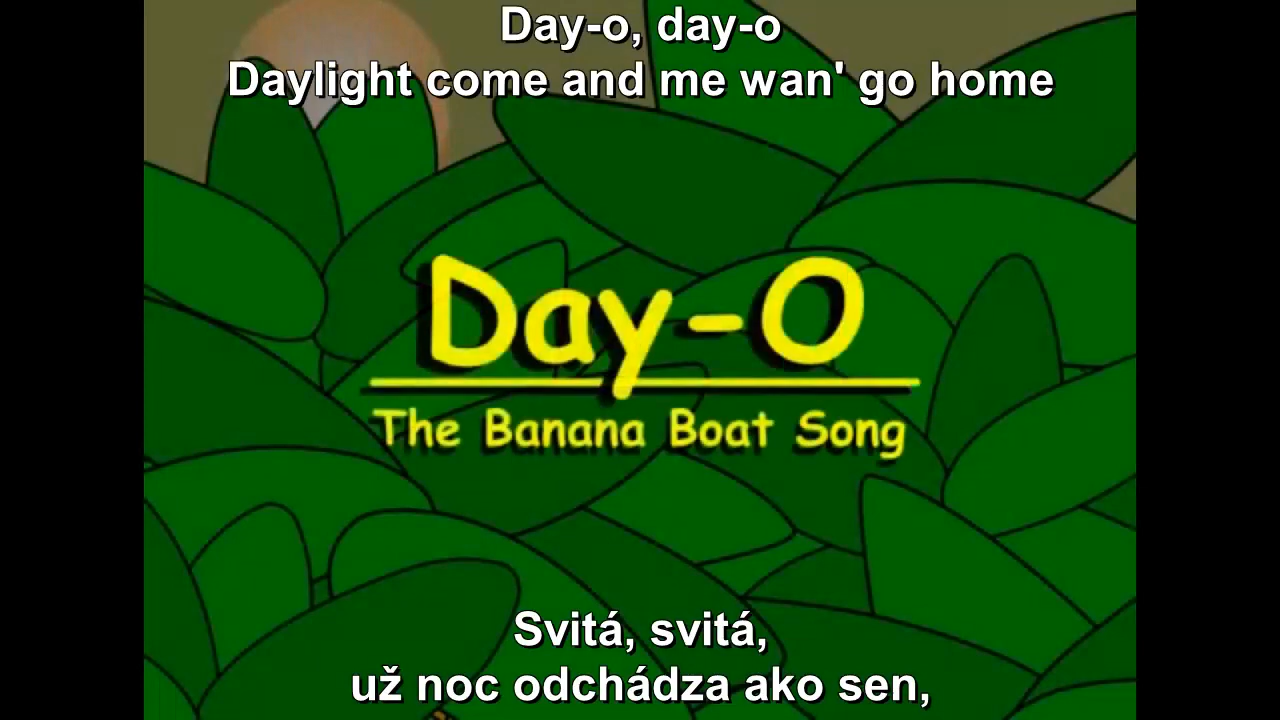 Day-o, day-o
Daylight come and me wan' go home
Day-O
The Banana Boat Song
Svitá, svitá,
už noc odchádza ako sen,